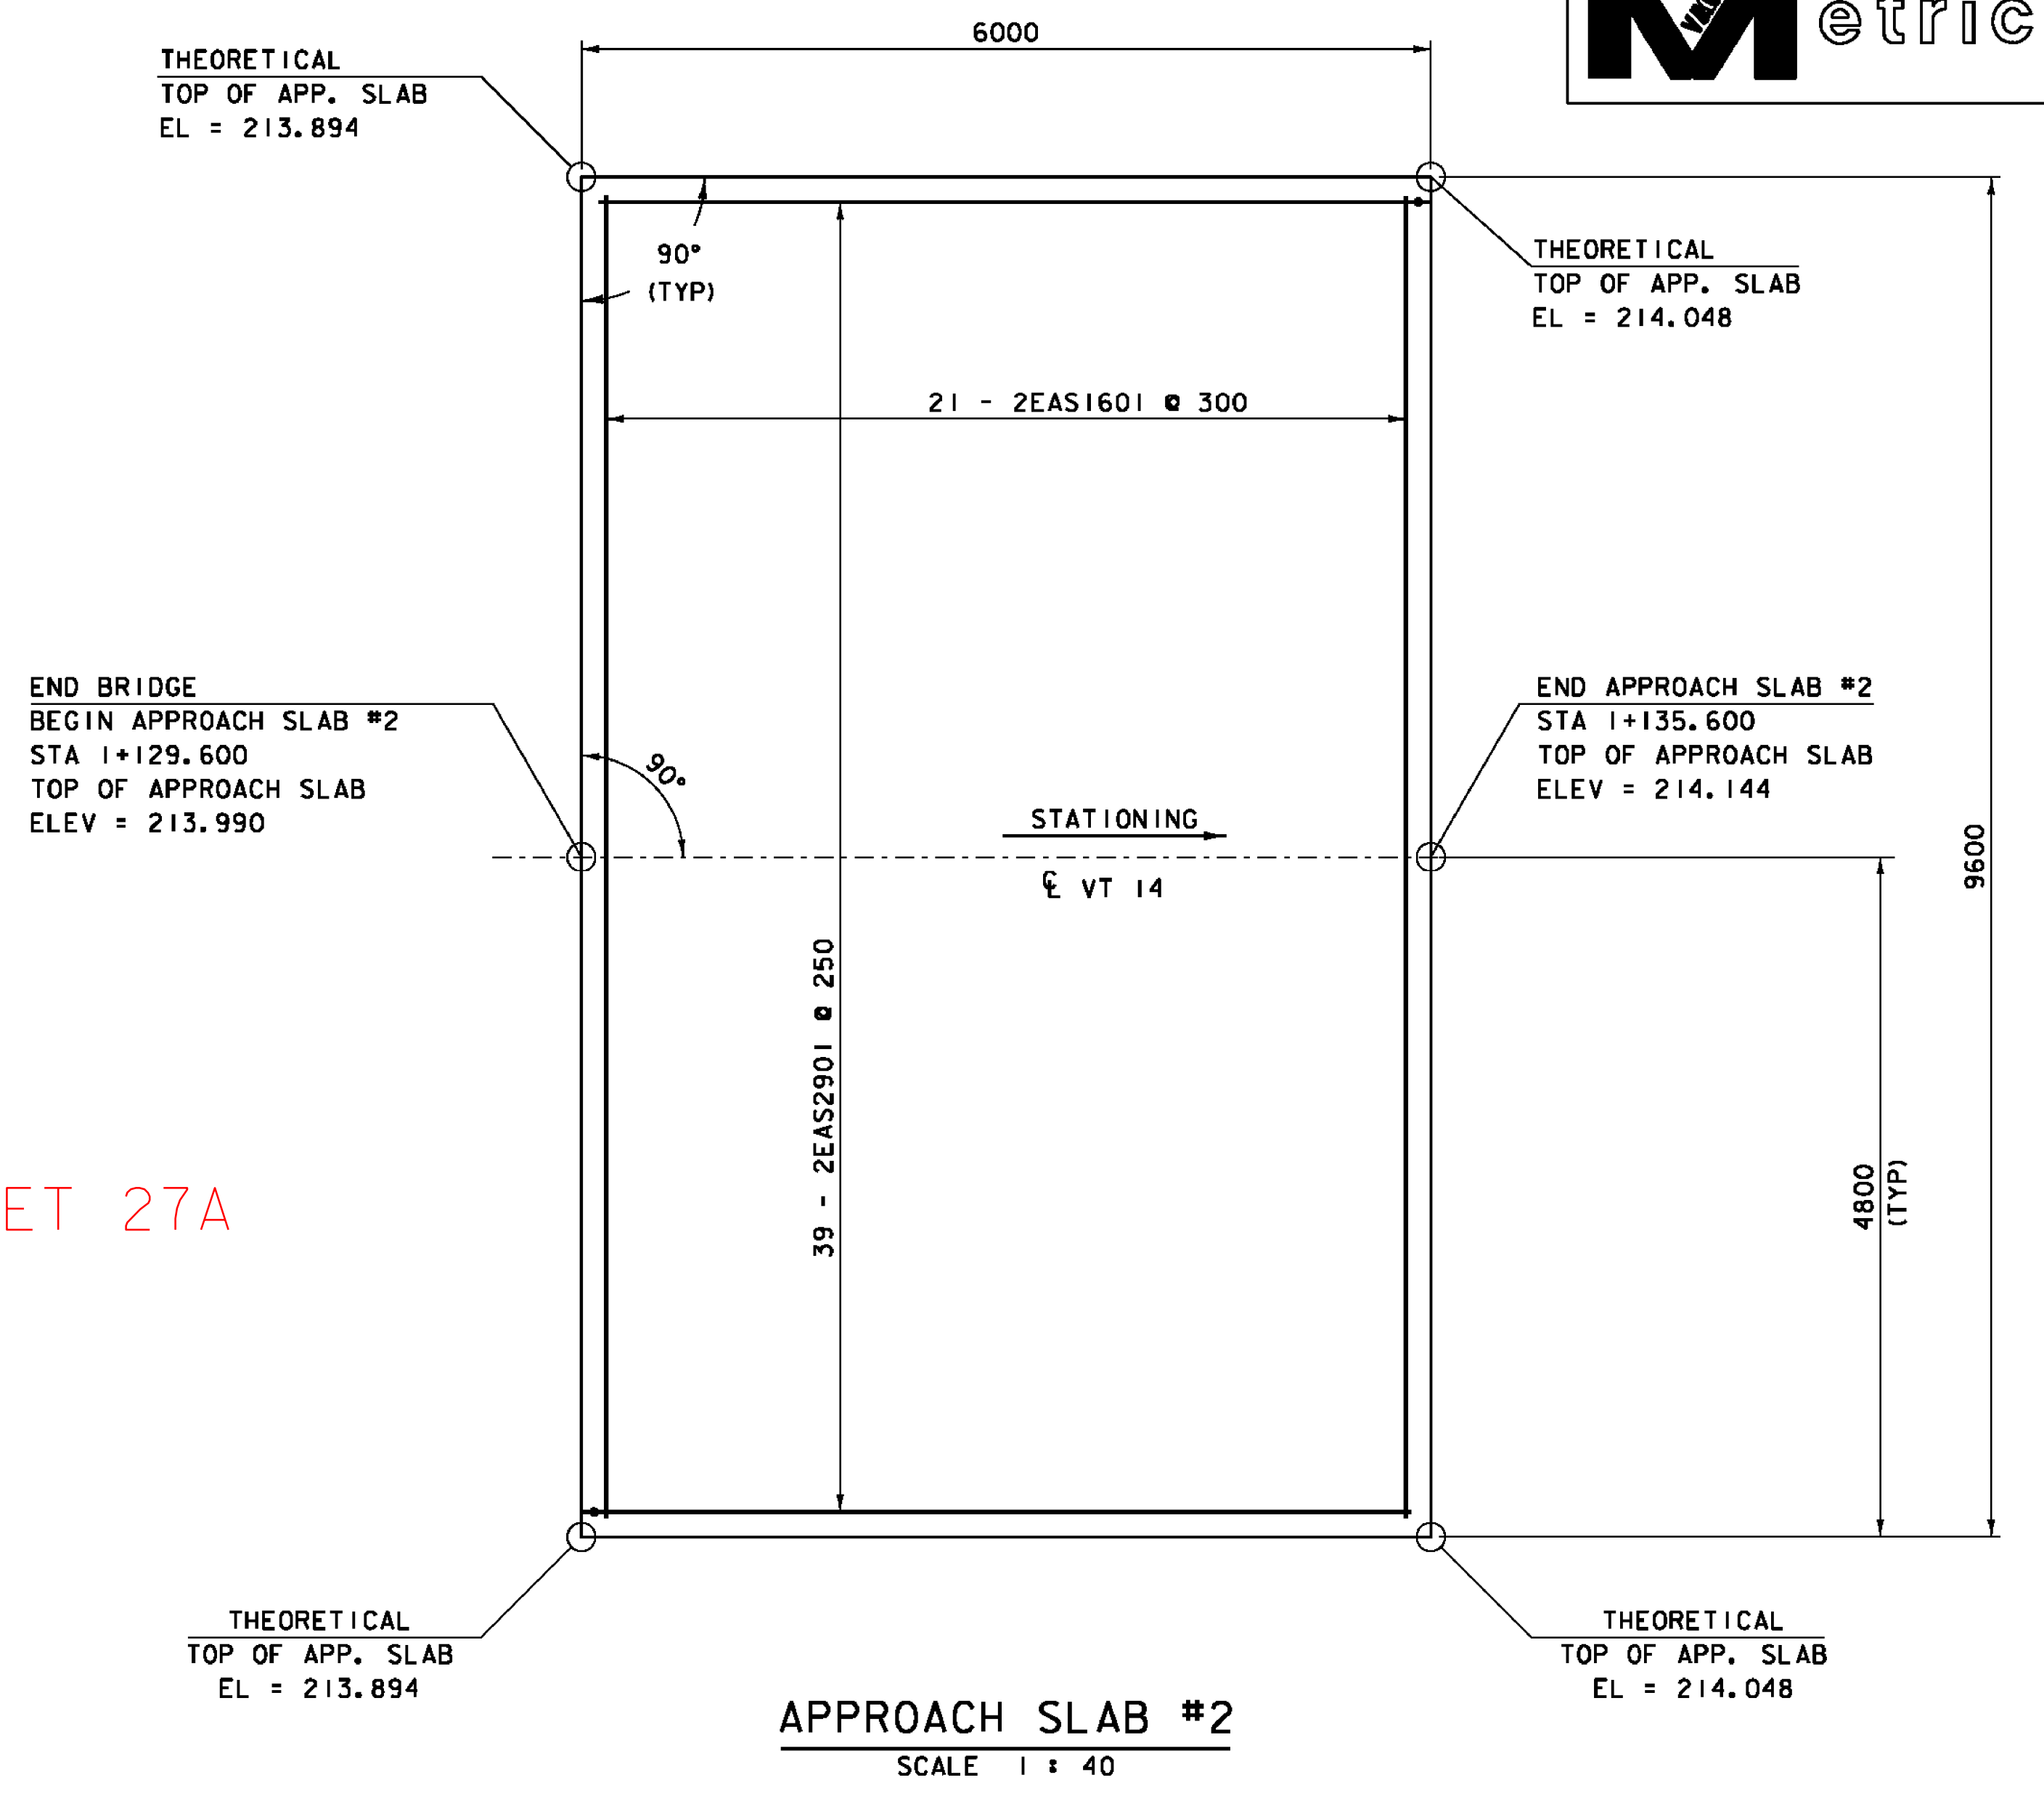 6000
etric
THEORETICAL
TOP OF APP. SLAB
EL = 213.894
90°
(TYP)
THEORETICAL
TOP OF APP. SLAB
EL = 214.048
21 - 2EAS1601 @ 300
END BRIDGE
BEGIN APPROACH SLAB #2
STA 1+129.600
TOP OF APPROACH SLAB
ELEV = 213.990
90°
STATIONING
℄ VT 14
END APPROACH SLAB #2
STA 1+135.600
TOP OF APPROACH SLAB
ELEV = 214.144
9600
39 - 2EAS2901 @ 250
4800
(TYP)
ET 27A
THEORETICAL
TOP OF APP. SLAB
EL = 213.894
THEORETICAL
TOP OF APP. SLAB
EL = 214.048
APPROACH SLAB #2
SCALE 1 : 40